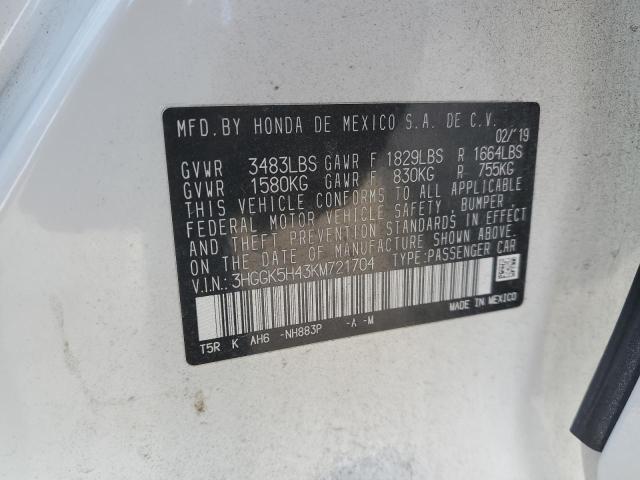 MFD. BY HONDA DE MEXICO S.A. DE C.V.
02/'19
GVWR 3483LBS GAWR F 1829LBS R 1664LBS
GVWR 1580KG GAWR F 830KG R 755KG
THIS VEHICLE CONFORMS TO ALL APPLICABLE
FEDERAL MOTOR VEHICLE SAFETY, BUMPER,
AND THEFT PREVENTION STANDARDS IN EFFECT
ON THE DATE OF MANUFACTURE SHOWN ABOVE.
V.I.N.: 3HGGK5H43KM721704 TYPE:PASSENGER CAR
MADE IN MEXICO
T5R K AH6 -NH883P -A -M